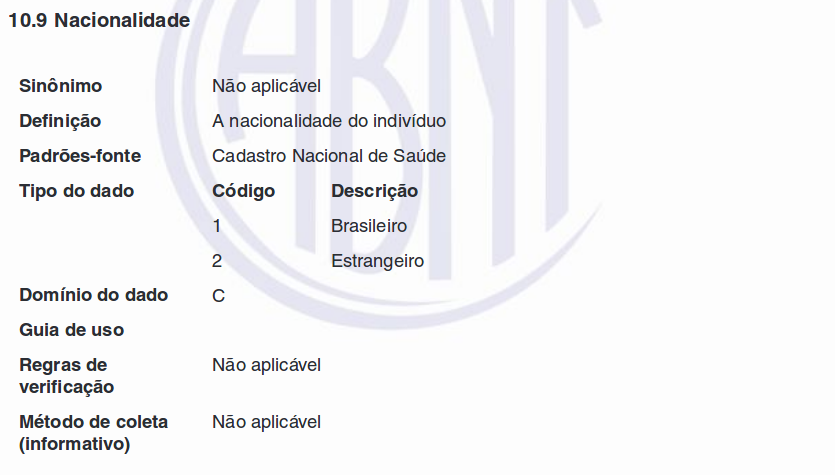 10.9 Nacionalidade
Sinônimo Não aplicável
Definição A nacionalidade do indivíduo
Padrões-fonte Cadastro Nacional de Saúde
Tipo do dado Código Descrição
1 Brasileiro
2 Estrangeiro
Domínio do dado C
Guia de uso
Regras de Não aplicável
verificação
Método de coleta Não aplicável
(informativo)
ABNT